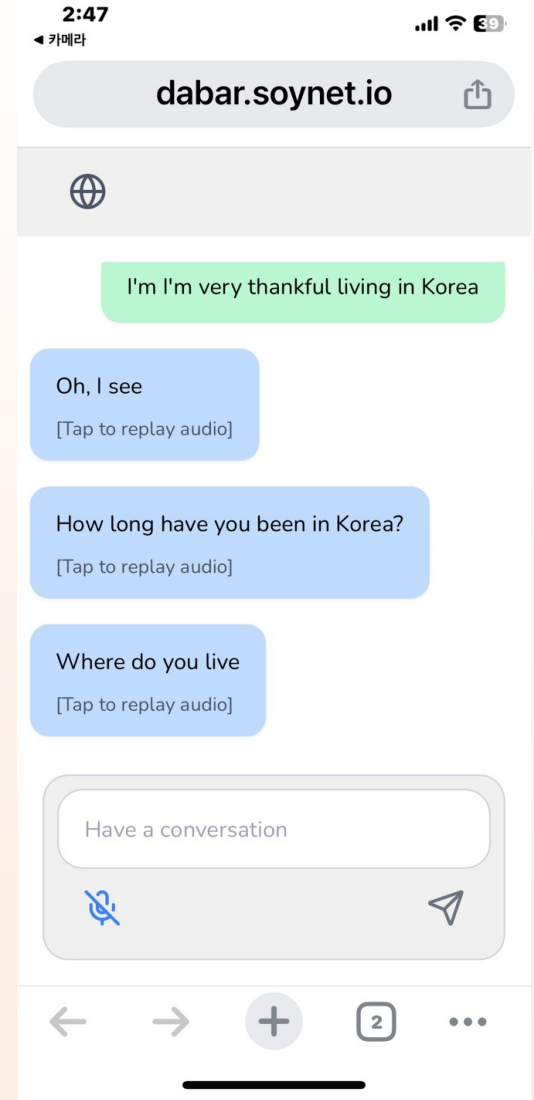 2:47
39
◀ 카메라
dabar.soynet.io
I'm I'm very thankful living in Korea
Oh, I see
[Tap to replay audio]
How long have you been in Korea?
[Tap to replay audio]
Where do you live
[Tap to replay audio]
Have a conversation
2